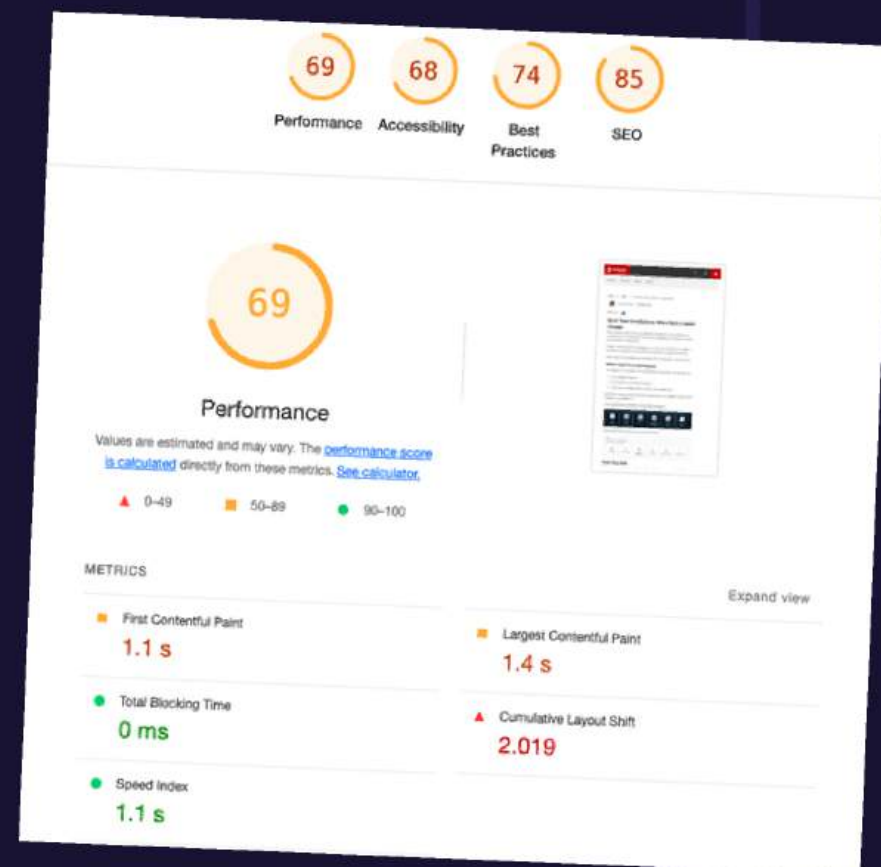 69 68 74 85
Performance Accessibility Best Practices SEO
69
Performance
Values are estimated and may vary. The performance score
is calculated directly from these metrics. See calculator.
0–49 50–89 90–100
METRICS
Expand view
First Contentful Paint
1.1 s
Largest Contentful Paint
1.4 s
Total Blocking Time
0 ms
Cumulative Layout Shift
2.019
Speed Index
1.1 s